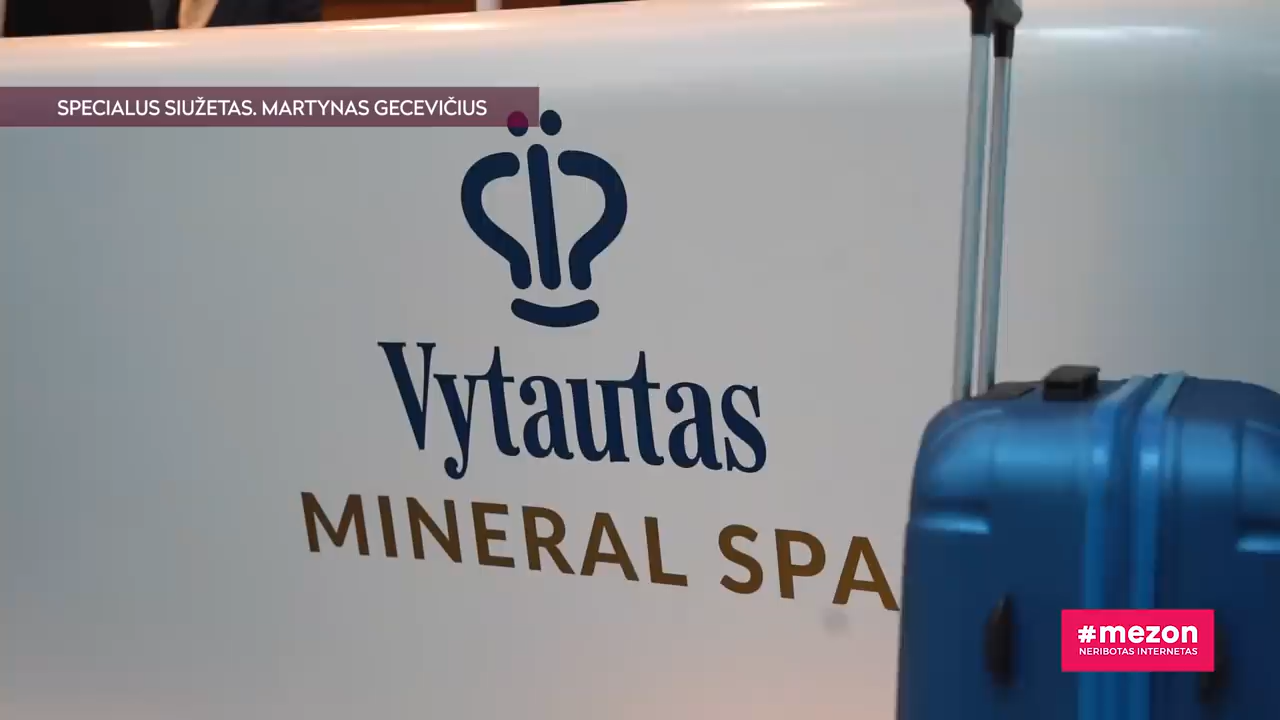 SPECIALUS SIUŽETAS. MARTYNAS GECEVIČIUS
Vytautas
MINERAL SPA
#mezon
NERIBOTAS INTERNETAS